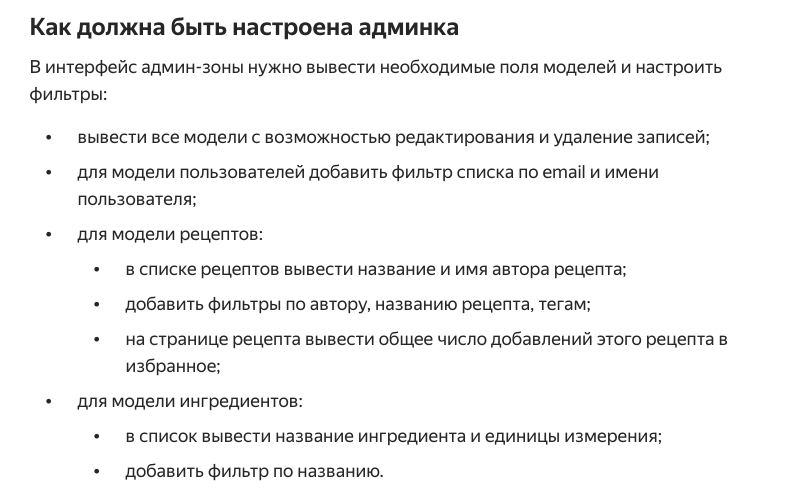 Как должна быть настроена админка
В интерфейс админ-зоны нужно вывести необходимые поля моделей и настроить
фильтры:
• вывести все модели с возможностью редактирования и удаление записей;
• для модели пользователей добавить фильтр списка по email и имени
пользователя;
• для модели рецептов:
• в списке рецептов вывести название и имя автора рецепта;
• добавить фильтры по автору, названию рецепта, тегам;
• на странице рецепта вывести общее число добавлений этого рецепта в
избранное;
• для модели ингредиентов:
• в список вывести название ингредиента и единицы измерения;
• добавить фильтр по названию.